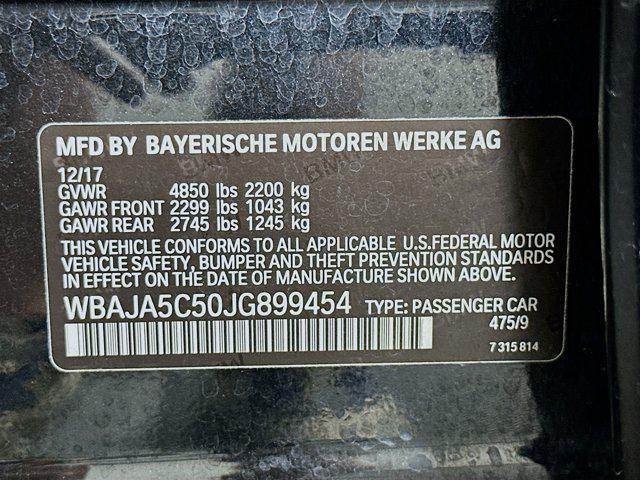 MFD BY BAYERISCHE MOTOREN WERKE AG
12/17
GVWR 4850 lbs 2200 kg
GAWR FRONT 2299 lbs 1043 kg
GAWR REAR 2745 lbs 1245 kg
THIS VEHICLE CONFORMS TO ALL APPLICABLE U.S.FEDERAL MOTOR
VEHICLE SAFETY, BUMPER AND THEFT PREVENTION STANDARDS
IN EFFECT ON THE DATE OF MANUFACTURE SHOWN ABOVE.
WBAJA5C50JG899454 TYPE: PASSENGER CAR
475/9
7 315 814